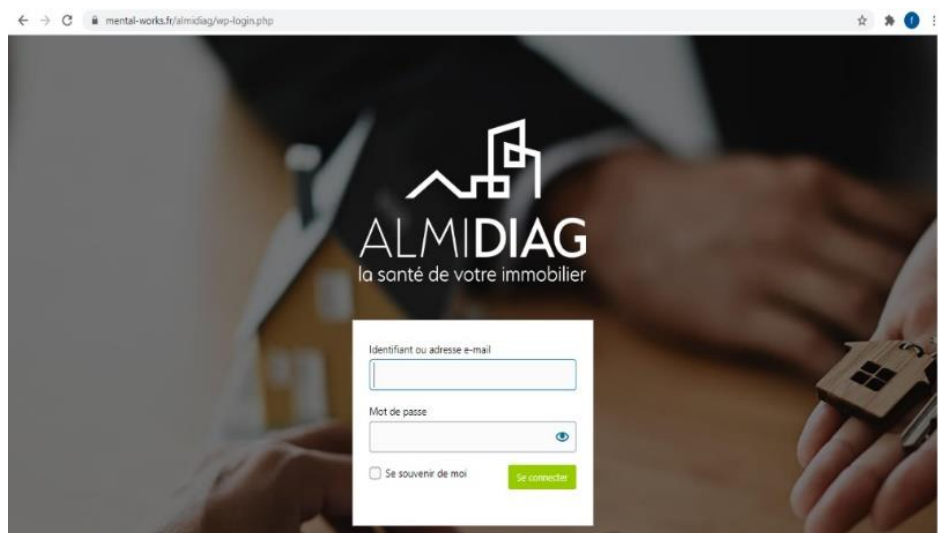 mental-works.fr/almidiag/wp-login.php
f
ALMIDIAG
la santé de votre immobilier
Identifiant ou adresse e-mail
Mot de passe
Se souvenir de moi
Se connecter